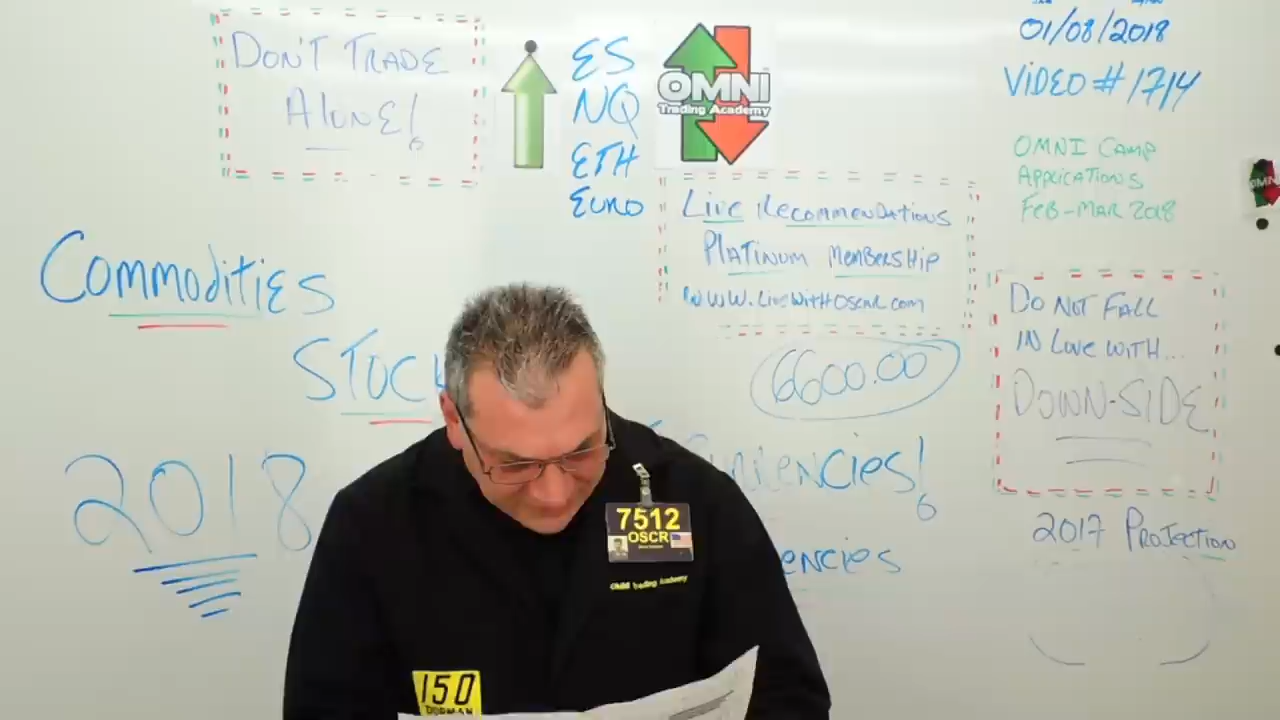 DON'T TRADE
ALONE!
ES
NQ
ETH
EURO
OMNI
Trading Academy
01/08/2018
VIDEO # 1714
OMNI CAMP
APPLICATIONS
FEB-MAR 2018
OMNI
LIVE RECOMMENDATIONS
PLATINUM MEMBERSHIP
WWW.LIVEWITHOSCAR.COM
COMMODITIES
STOCK
6600.00
DO NOT FALL
IN LOVE WITH...
DOWN-SIDE
2018
2017 PROJECTION
7512
OSCR
OMNI Trading Academy
150
DORMAN